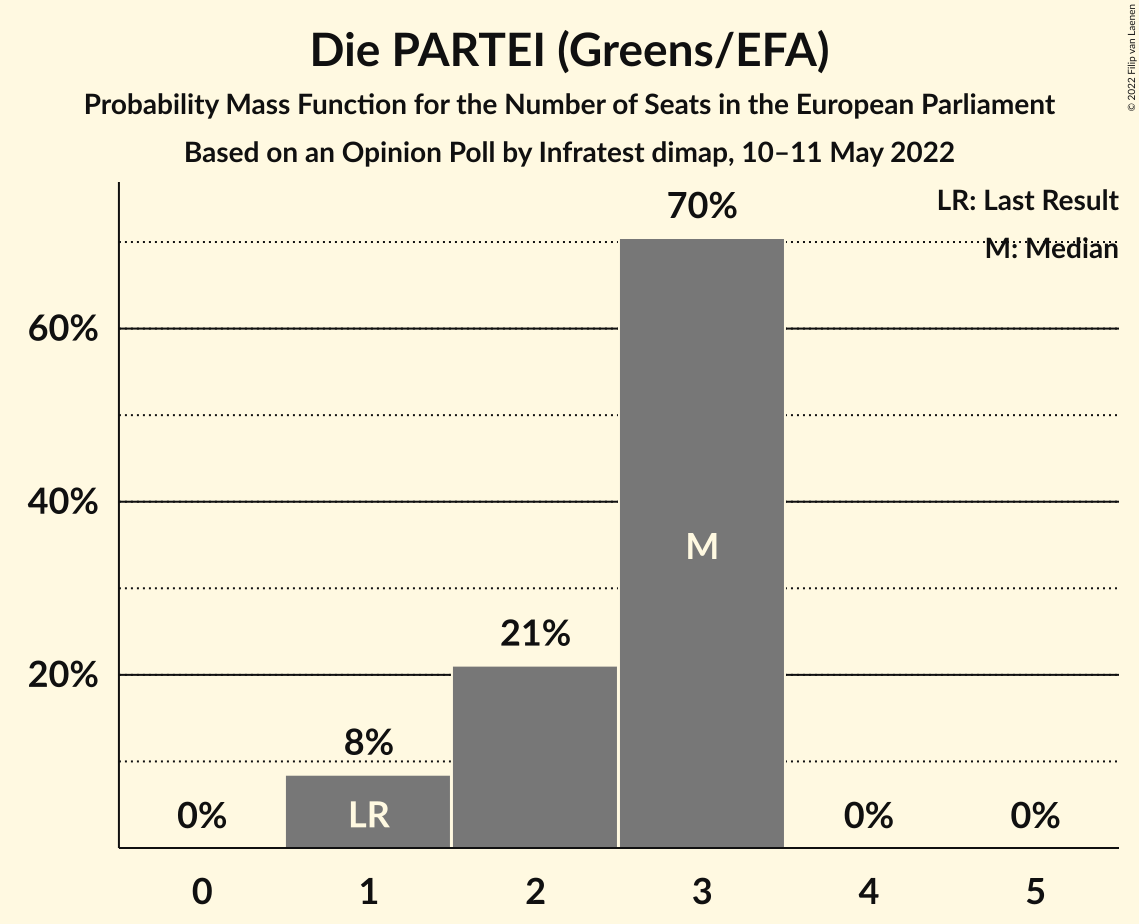 Die PARTEI (Greens/EFA)
Probability Mass Function for the Number of Seats in the European Parliament
Based on an Opinion Poll by Infratest dimap, 10–11 May 2022
© 2022 Filip van Laenen
LR: Last Result
M: Median
70%
60%
40%
M
21%
20%
8%
0%
LR
0%
0%
0 1 2 3 4 5